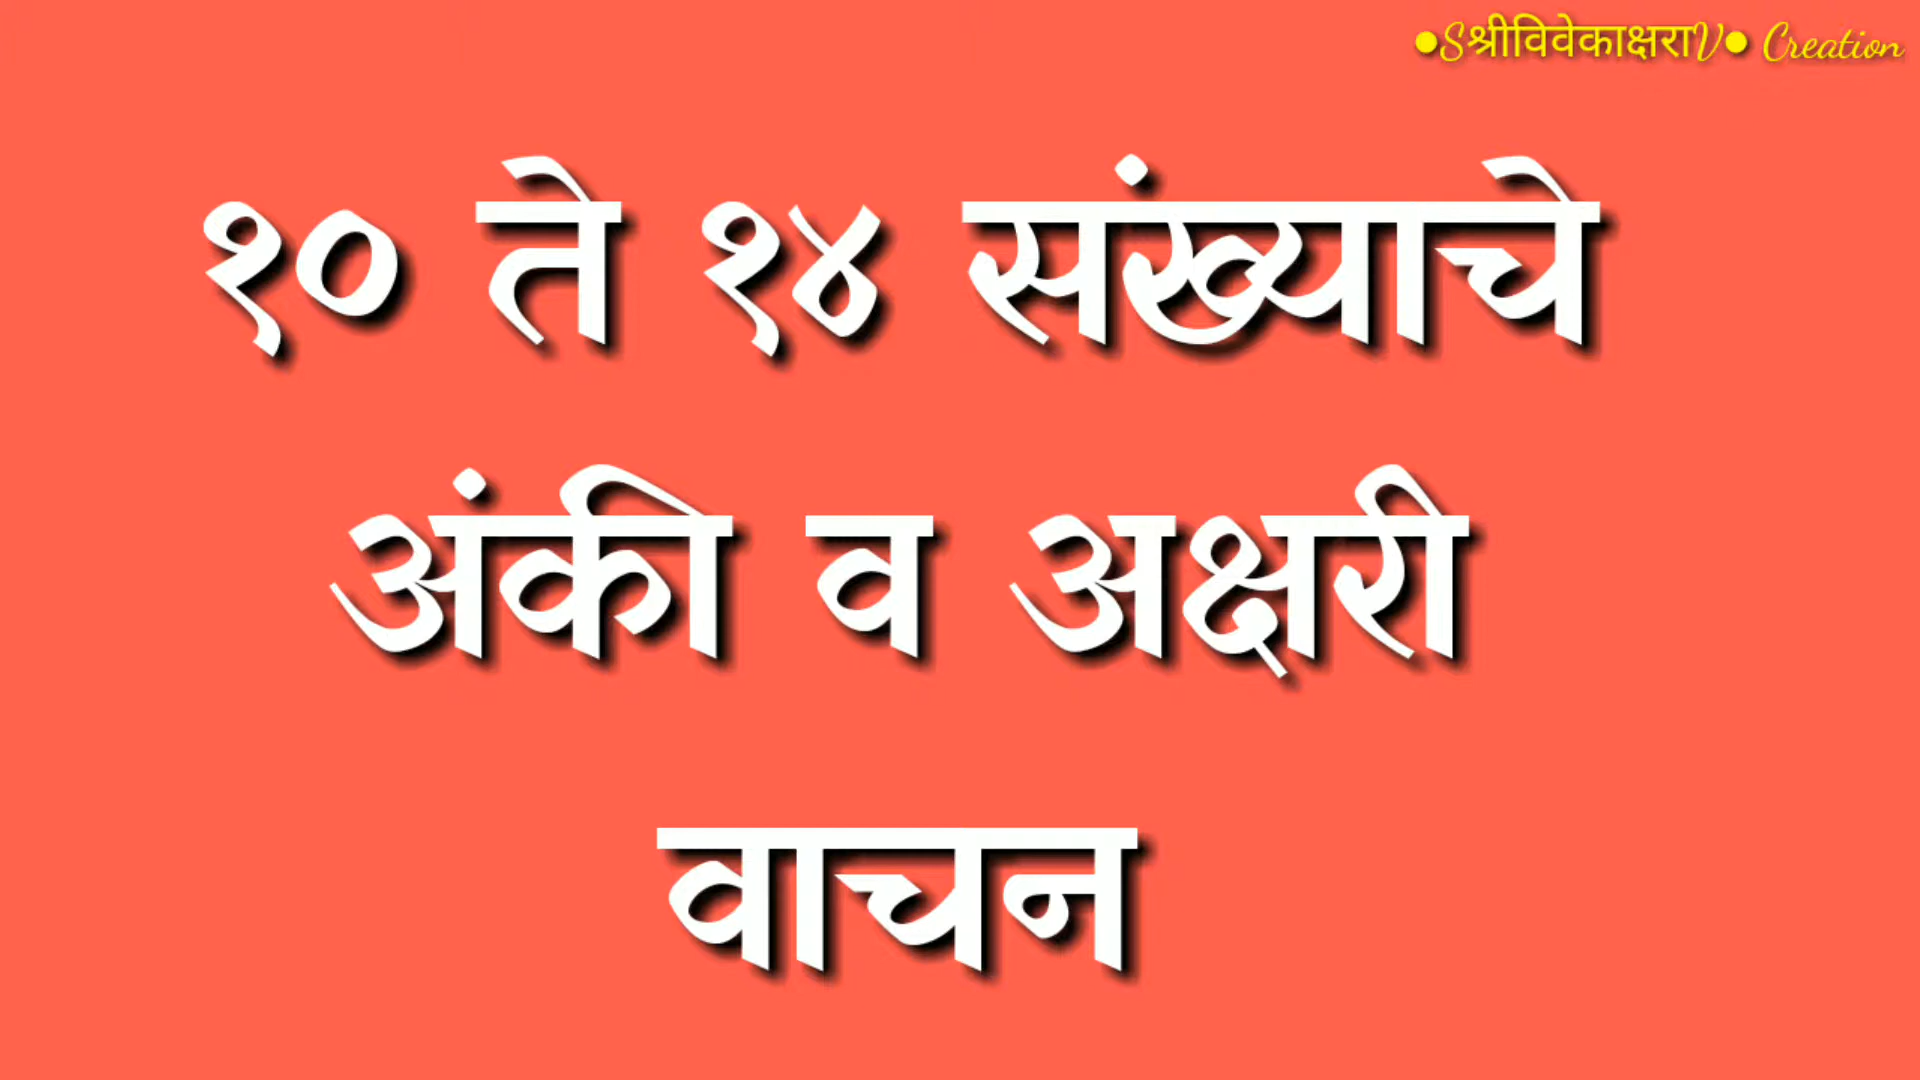 ●Sश्रीविवेकाक्षराV● Creation
१० ते १४ संख्याचे
अंकी व अक्षरी
वाचन